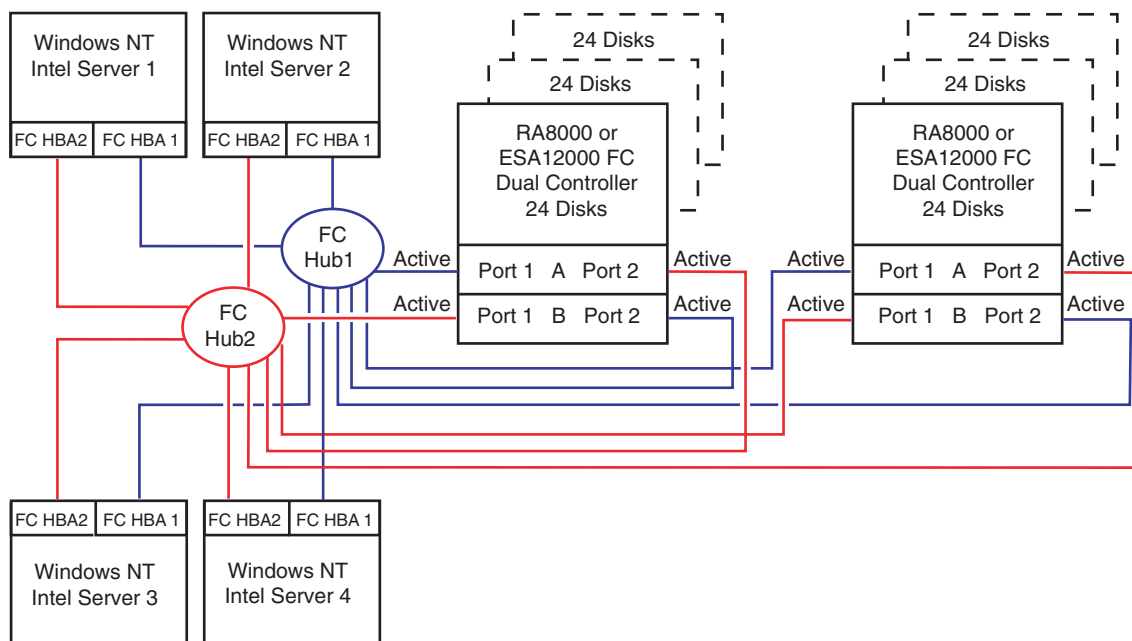 Windows NT
Intel Server 1
FC HBA2 FC HBA 1
Windows NT
Intel Server 2
FC HBA2 FC HBA 1
24 Disks
24 Disks
RA8000 or
ESA12000 FC
Dual Controller
24 Disks
24 Disks
24 Disks
RA8000 or
ESA12000 FC
Dual Controller
24 Disks
FC
Hub1
FC
Hub2
Active
Port 1 A Port 2
Active
Active
Port 1 B Port 2
Active
Active
Port 1 A Port 2
Active
Active
Port 1 B Port 2
Active
FC HBA2 FC HBA 1
Windows NT
Intel Server 3
FC HBA2 FC HBA 1
Windows NT
Intel Server 4